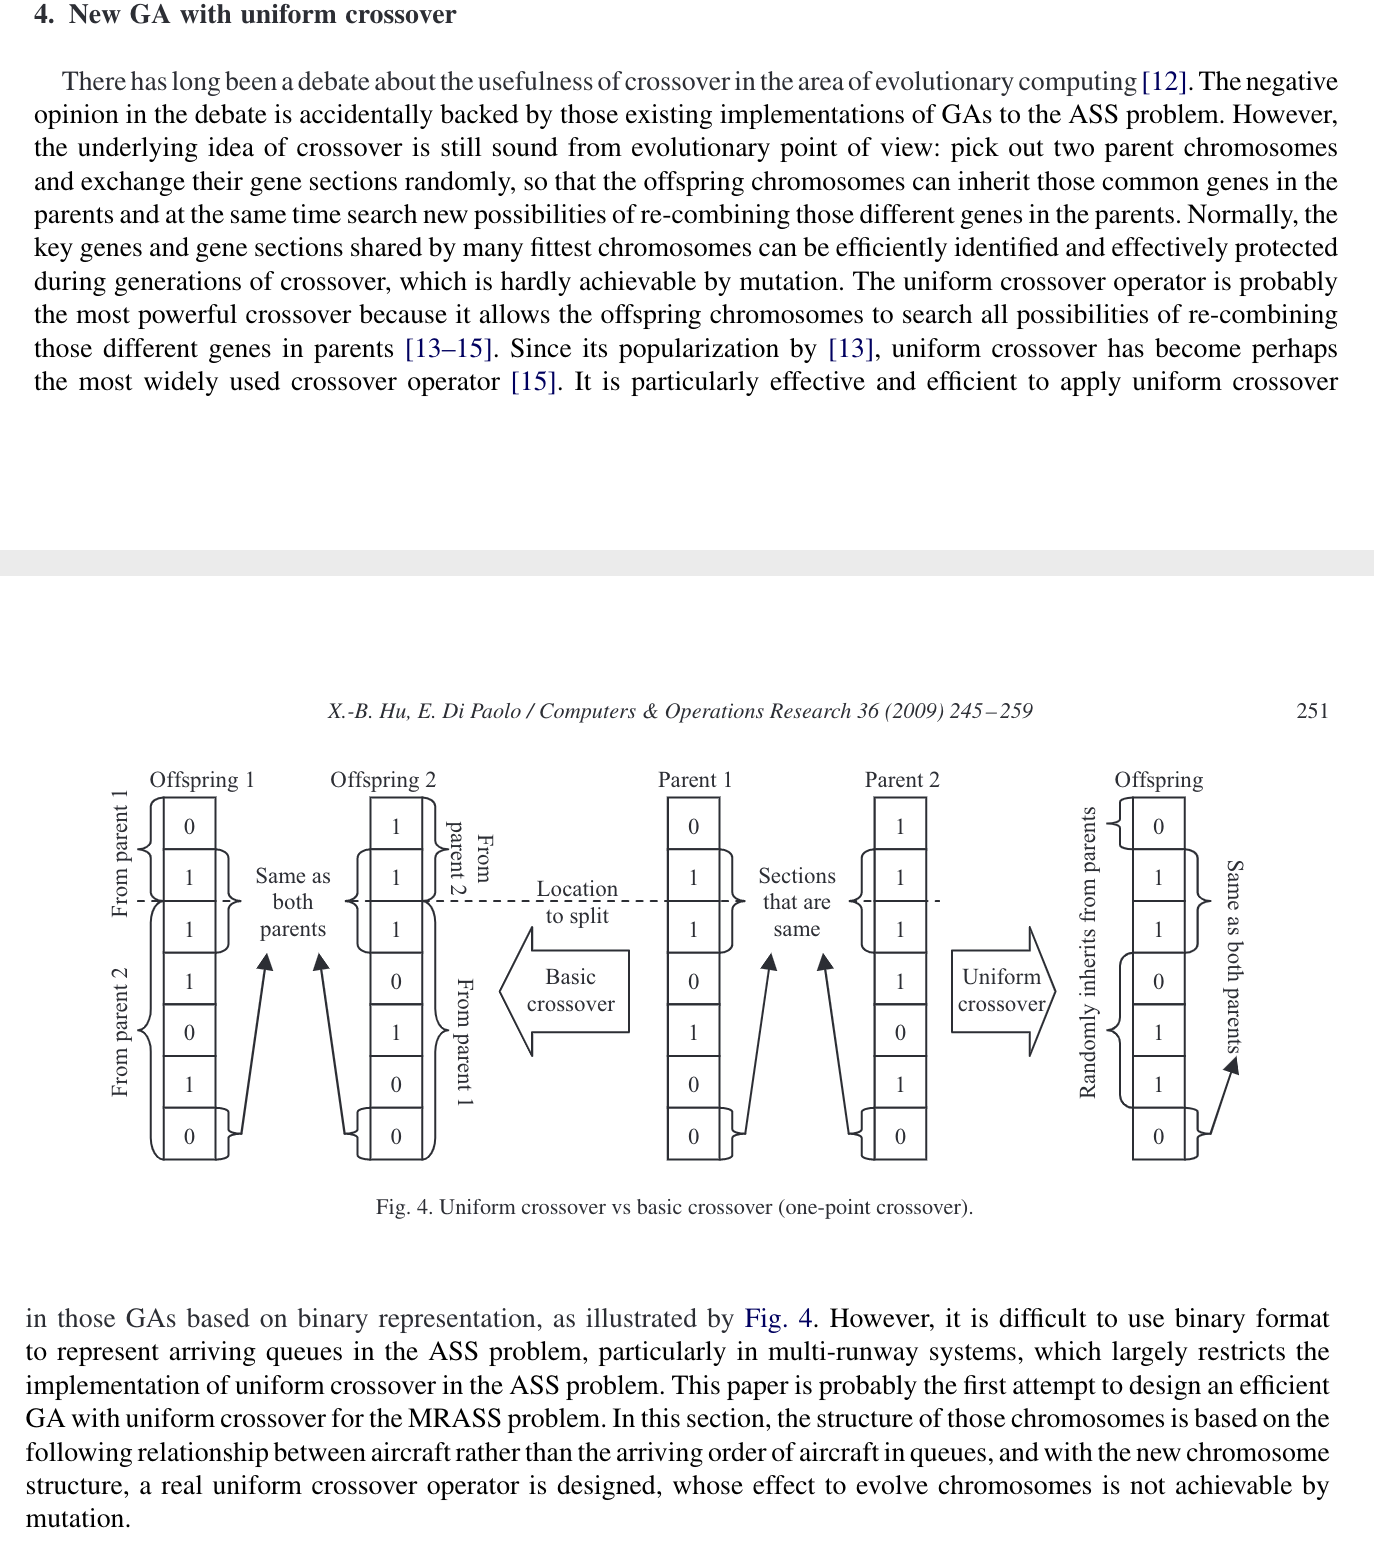 4. New GA with uniform crossover
There has long been a debate about the usefulness of crossover in the area of evolutionary computing [12]. The negative
opinion in the debate is accidentally backed by those existing implementations of GAs to the ASS problem. However,
the underlying idea of crossover is still sound from evolutionary point of view: pick out two parent chromosomes
and exchange their gene sections randomly, so that the offspring chromosomes can inherit those common genes in the
parents and at the same time search new possibilities of re-combining those different genes in the parents. Normally, the
key genes and gene sections shared by many fittest chromosomes can be efficiently identified and effectively protected
during generations of crossover, which is hardly achievable by mutation. The uniform crossover operator is probably
the most powerful crossover because it allows the offspring chromosomes to search all possibilities of re-combining
those different genes in parents [13–15]. Since its popularization by [13], uniform crossover has become perhaps
the most widely used crossover operator [15]. It is particularly effective and efficient to apply uniform crossover
X.-B. Hu, E. Di Paolo / Computers & Operations Research 36 (2009) 245–259
251
Offspring 1
From parent 1
From parent 2
0
1
1
1
0
1
0
Same as
both
parents
Offspring 2
1
1
1
0
1
0
0
From
parent 2
From parent 1
Location
to split
Basic
crossover
Parent 1
0
1
1
0
1
0
0
Sections
that are
same
Parent 2
1
1
1
1
0
1
0
Uniform
crossover
Randomly inherits from parents
Offspring
0
1
1
0
1
1
0
Same as both parents
Fig. 4. Uniform crossover vs basic crossover (one-point crossover).
in those GAs based on binary representation, as illustrated by Fig. 4. However, it is difficult to use binary format
to represent arriving queues in the ASS problem, particularly in multi-runway systems, which largely restricts the
implementation of uniform crossover in the ASS problem. This paper is probably the first attempt to design an efficient
GA with uniform crossover for the MRASS problem. In this section, the structure of those chromosomes is based on the
following relationship between aircraft rather than the arriving order of aircraft in queues, and with the new chromosome
structure, a real uniform crossover operator is designed, whose effect to evolve chromosomes is not achievable by
mutation.